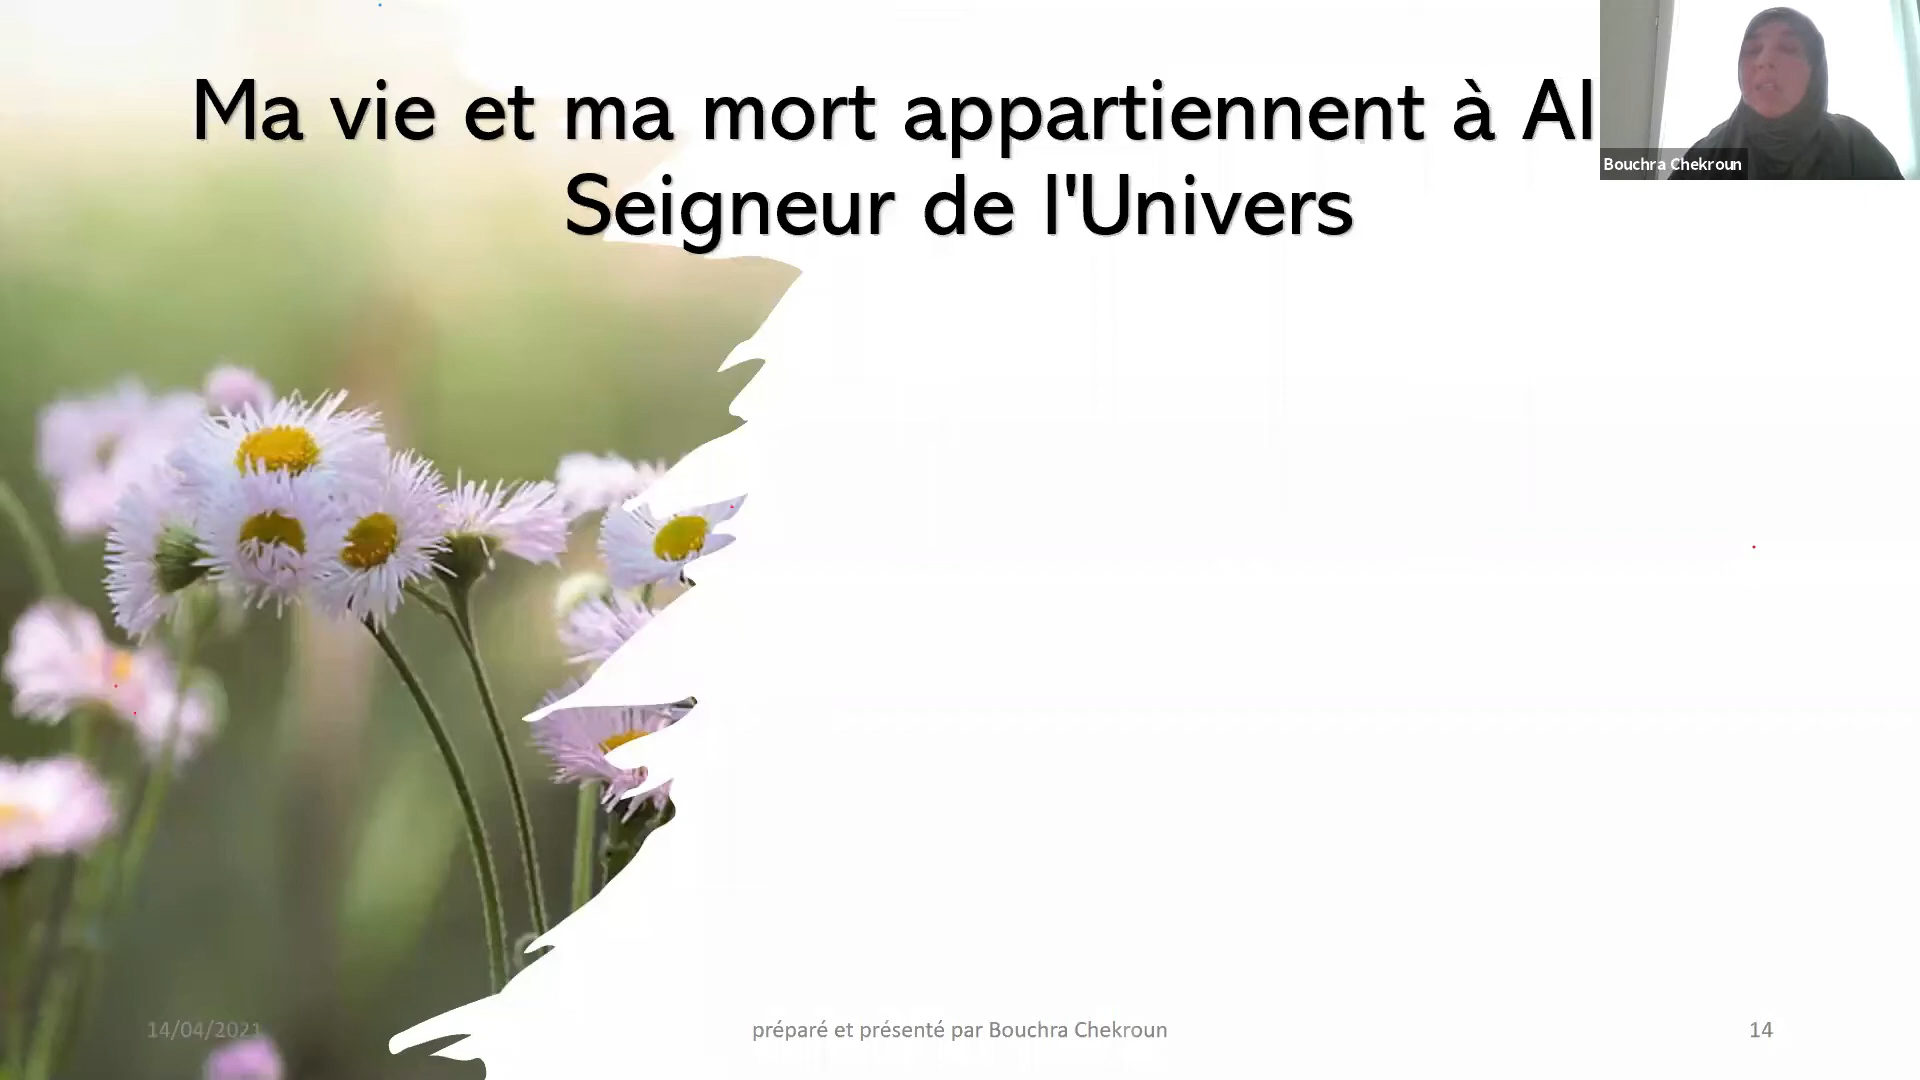 Ma vie et ma mort appartiennent à Al
Seigneur de l'Univers
Bouchra Chekroun
14/04/2021
préparé et présenté par Bouchra Chekroun
14